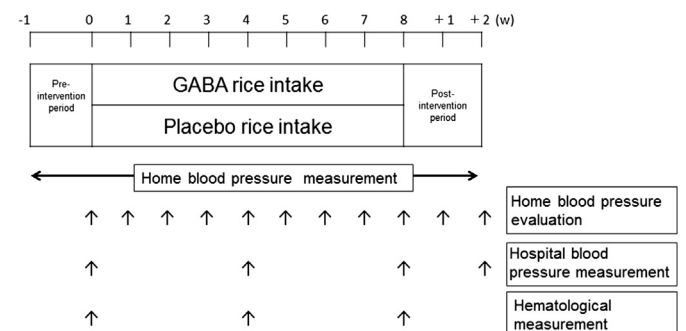 -1 0 1 2 3 4 5 6 7 8 +1 +2 (w)
Pre-
intervention
period
GABA rice intake
Placebo rice intake
Post-
intervention
period
Home blood pressure measurement
Home blood pressure
evaluation
Hospital blood
pressure measurement
Hematological
measurement